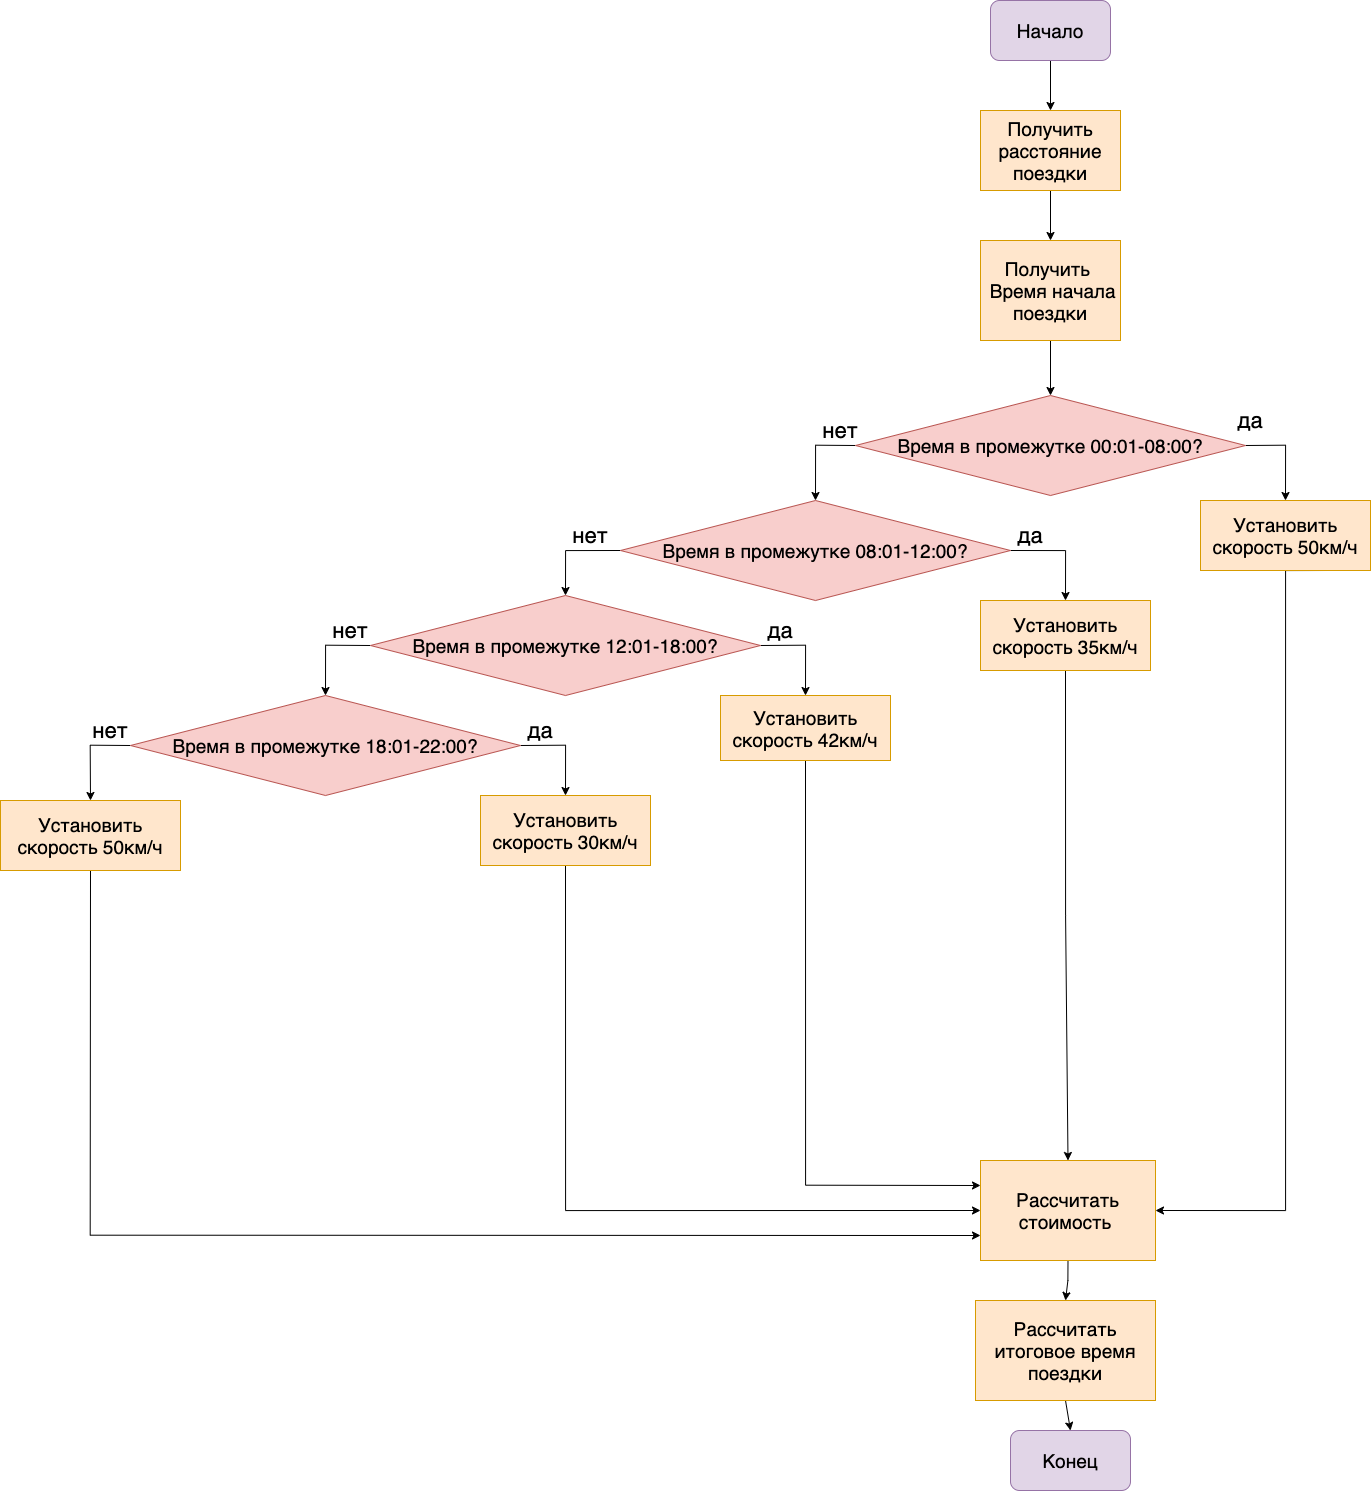 Начало
Получить
расстояние
поездки
Получить
Время начала
поездки
нет
Время в промежутке 00:01-08:00?
да
Установить
скорость 50км/ч
нет
Время в промежутке 08:01-12:00?
да
Установить
скорость 35км/ч
нет
Время в промежутке 12:01-18:00?
да
Установить
скорость 42км/ч
нет
Время в промежутке 18:01-22:00?
да
Установить
скорость 50км/ч
Установить
скорость 30км/ч
Рассчитать
стоимость
Рассчитать
итоговое время
поездки
Конец